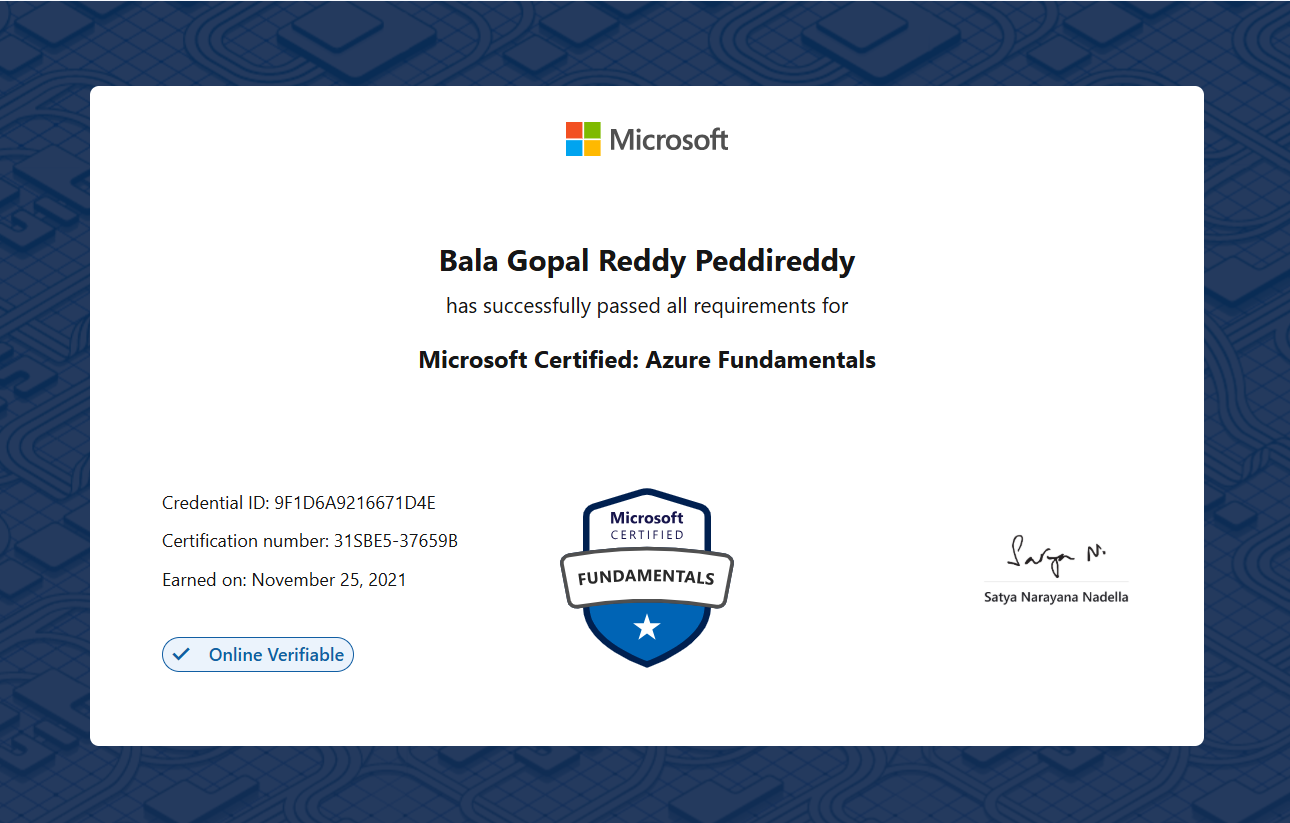 Microsoft
Bala Gopal Reddy Peddireddy
has successfully passed all requirements for
Microsoft Certified: Azure Fundamentals
Credential ID: 9F1D6A9216671D4E
Certification number: 31SBE5-37659B
Earned on: November 25, 2021
Online Verifiable
Microsoft
CERTIFIED
FUNDAMENTALS
Satya N.
Satya Narayana Nadella